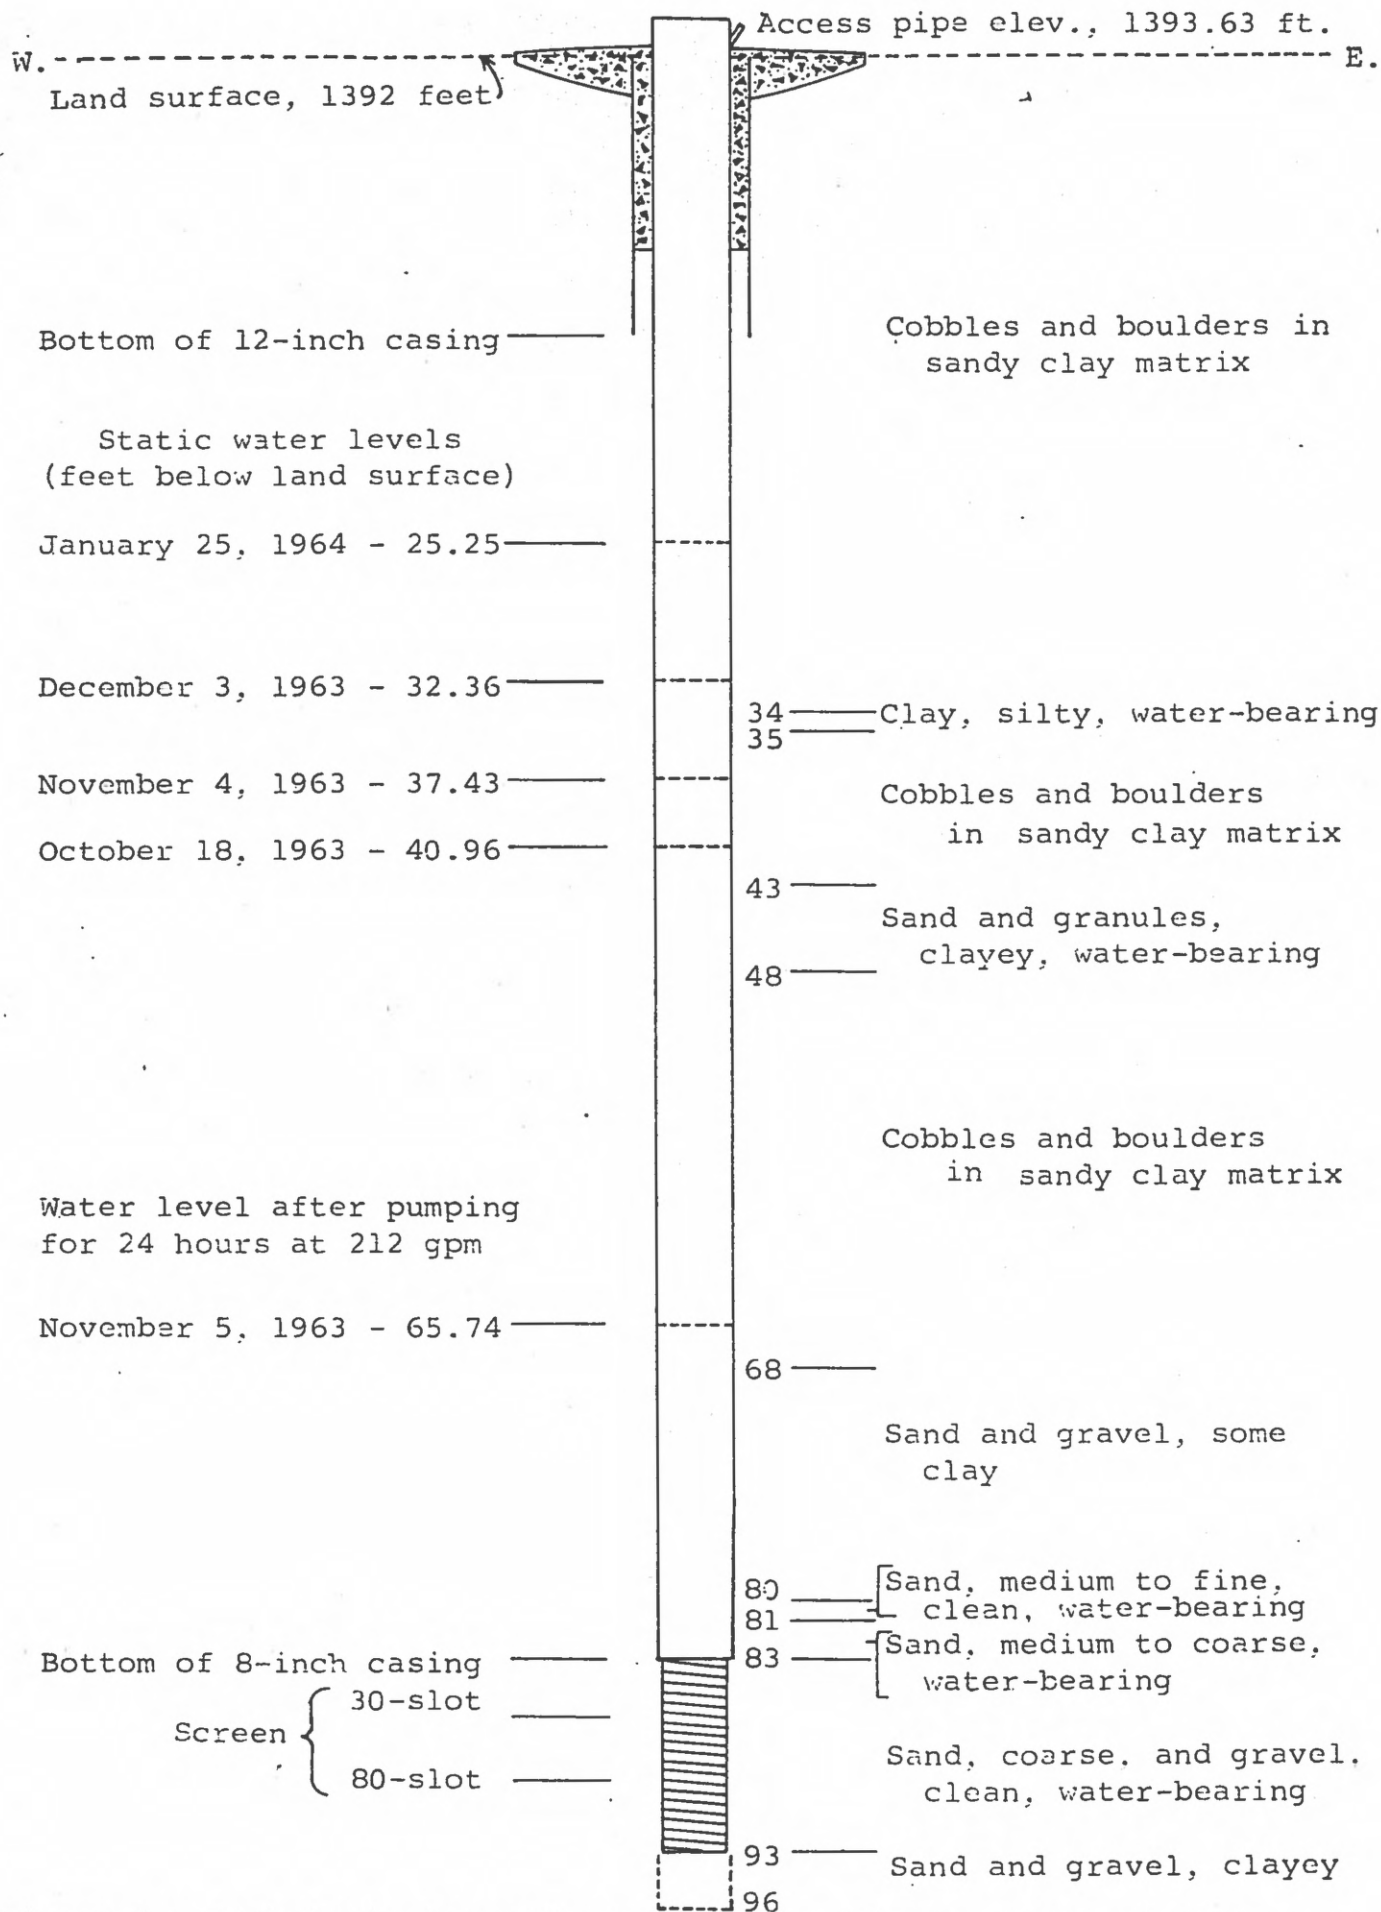 Access pipe elev., 1393.63 ft.
W.
E.
Land surface, 1392 feet
Bottom of 12-inch casing
Cobbles and boulders in
sandy clay matrix
Static water levels
(feet below land surface)
January 25, 1964 - 25.25
December 3, 1963 - 32.36
34
Clay, silty, water-bearing
35
November 4, 1963 - 37.43
Cobbles and boulders
in sandy clay matrix
October 18, 1963 - 40.96
43
Sand and granules,
clayey, water-bearing
48
Cobbles and boulders
in sandy clay matrix
Water level after pumping
for 24 hours at 212 gpm
November 5, 1963 - 65.74
68
Sand and gravel, some
clay
80
Sand, medium to fine,
clean, water-bearing
81
Sand, medium to coarse,
water-bearing
83
Bottom of 8-inch casing
30-slot
Screen
80-slot
Sand, coarse, and gravel,
clean, water-bearing
93
Sand and gravel, clayey
96